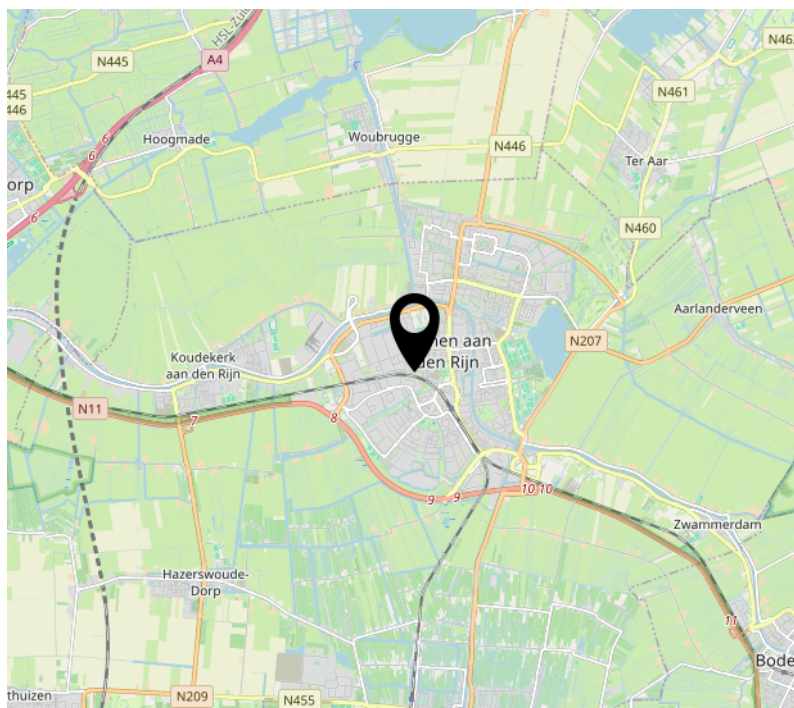 HSL-Zuid
N462
N445
A4
N461
445
446
Hoogmade
Woubrugge
N446
6
6
Ter Aar
orp
6
N460
Aarlanderveen
Koudekerk
aan den Rijn
hen aan
den Rijn
N207
N11
7
8
9
9
10
10
Zwammerdam
Hazerswoude-
Dorp
11
Bode
thuizen
N209
N455